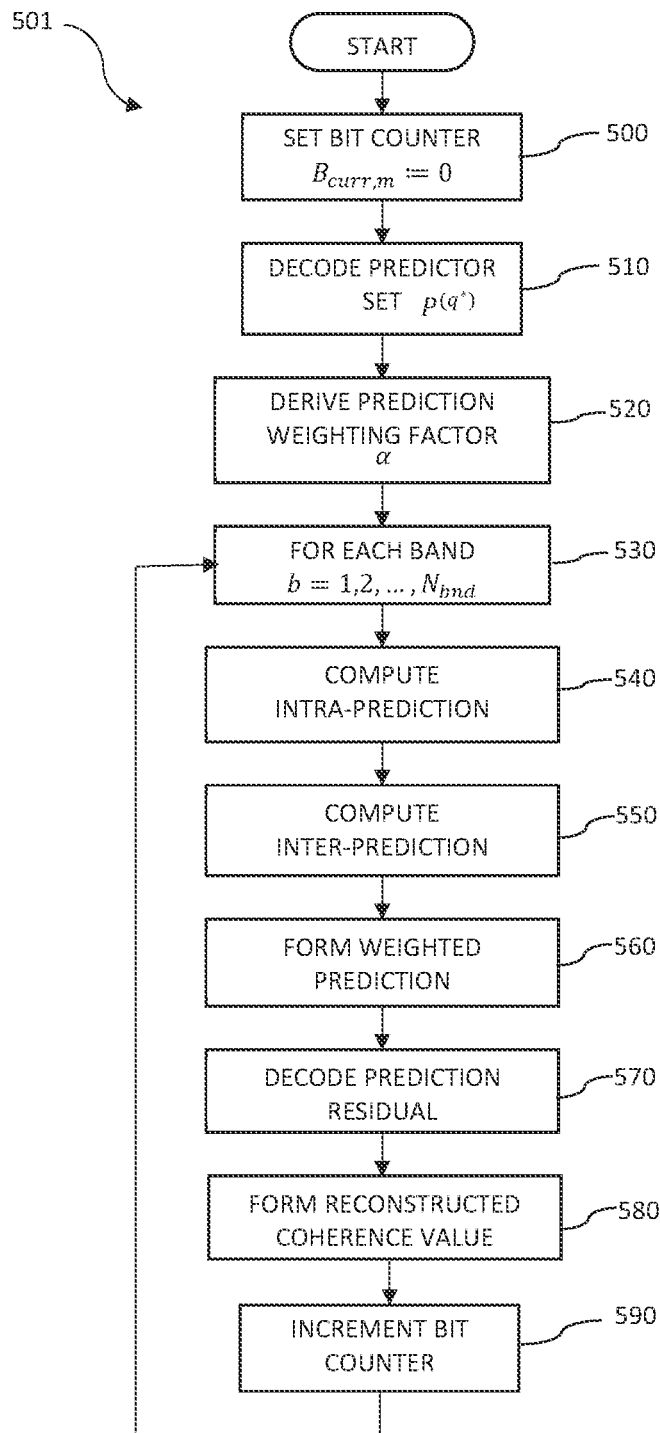 501
START
SET BIT COUNTER
B_{curr,m} := 0
500
DECODE PREDICTOR
SET p(q*)
510
DERIVE PREDICTION
WEIGHTING FACTOR
α
520
FOR EACH BAND
b = 1,2, ... , N_{bnd}
530
COMPUTE
INTRA-PREDICTION
540
COMPUTE
INTER-PREDICTION
550
FORM WEIGHTED
PREDICTION
560
DECODE PREDICTION
RESIDUAL
570
FORM RECONSTRUCTED
COHERENCE VALUE
580
INCREMENT BIT
COUNTER
590